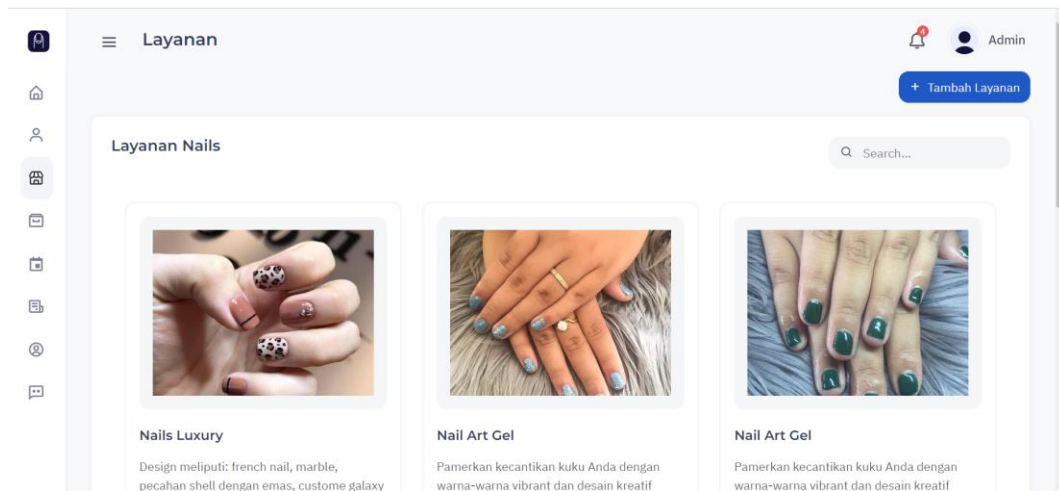 Layanan
4
Admin
+ Tambah Layanan
Layanan Nails
Search...
Nails Luxury
Design meliputi: french nail, marble,
pecahan shell dengan emas, custome galaxy
Nail Art Gel
Pamerkan kecantikan kuku Anda dengan
warna-warna vibrant dan desain kreatif
Nail Art Gel
Pamerkan kecantikan kuku Anda dengan
warna-warna vibrant dan desain kreatif